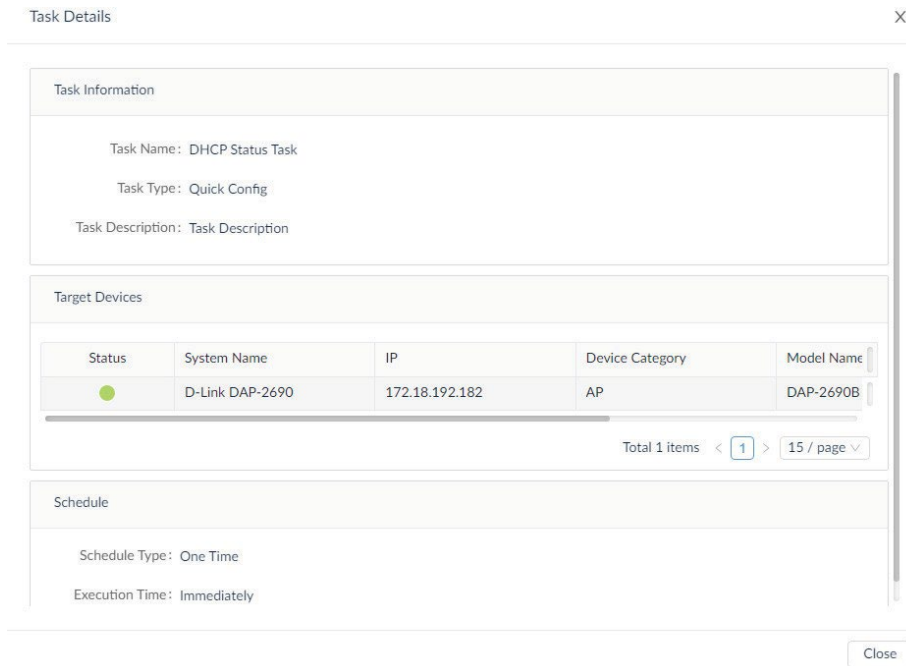 Task Details X
Task Information
Task Name: DHCP Status Task
Task Type: Quick Config
Task Description: Task Description
Target Devices
Status System Name IP Device Category Model Name
D-Link DAP-2690 172.18.192.182 AP DAP-2690B
Total 1 items < 1 > 15 / page
Schedule
Schedule Type: One Time
Execution Time: Immediately
Close